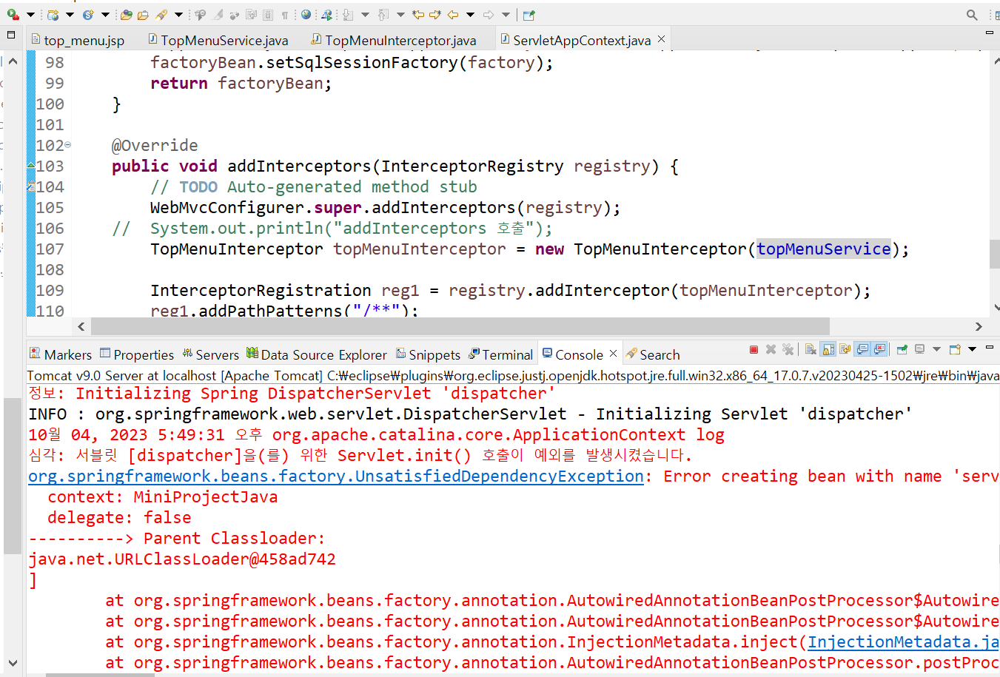 top_menu.jsp TopMenuService.java TopMenuInterceptor.java ServletAppContext.java
98 factoryBean.setSqlSessionFactory(factory);
99 return factoryBean;
100 }
101
102 @Override
103 public void addInterceptors(InterceptorRegistry registry) {
104 // TODO Auto-generated method stub
105 WebMvcConfigurer.super.addInterceptors(registry);
106 // System.out.println("addInterceptors 호출");
107 TopMenuInterceptor topMenuInterceptor = new TopMenuInterceptor(topMenuService);
108
109 InterceptorRegistration reg1 = registry.addInterceptor(topMenuInterceptor);
110 reg1.addPathPatterns("/**");
Markers Properties Servers Data Source Explorer Snippets Terminal Console Search
Tomcat v9.0 Server at localhost [Apache Tomcat] C:₩eclipse₩plugins₩org.eclipse.justj.openjdk.hotspot.jre.full.win32.x86_64_17.0.7.v20230425-1502₩jre₩bin₩java
정보: Initializing Spring DispatcherServlet 'dispatcher'
INFO : org.springframework.web.servlet.DispatcherServlet - Initializing Servlet 'dispatcher'
10월 04, 2023 5:49:31 오후 org.apache.catalina.core.ApplicationContext log
심각: 서블릿 [dispatcher]을(를) 위한 Servlet.init() 호출이 예외를 발생시켰습니다.
org.springframework.beans.factory.UnsatisfiedDependencyException: Error creating bean with name 'serv
context: MiniProjectJava
delegate: false
----------> Parent Classloader:
java.net.URLClassLoader@458ad742
]
at org.springframework.beans.factory.annotation.AutowiredAnnotationBeanPostProcessor$Autowire
at org.springframework.beans.factory.annotation.AutowiredAnnotationBeanPostProcessor$Autowire
at org.springframework.beans.factory.annotation.InjectionMetadata.inject(InjectionMetadata.ja
at org.springframework.beans.factory.annotation.AutowiredAnnotationBeanPostProcessor.postProc